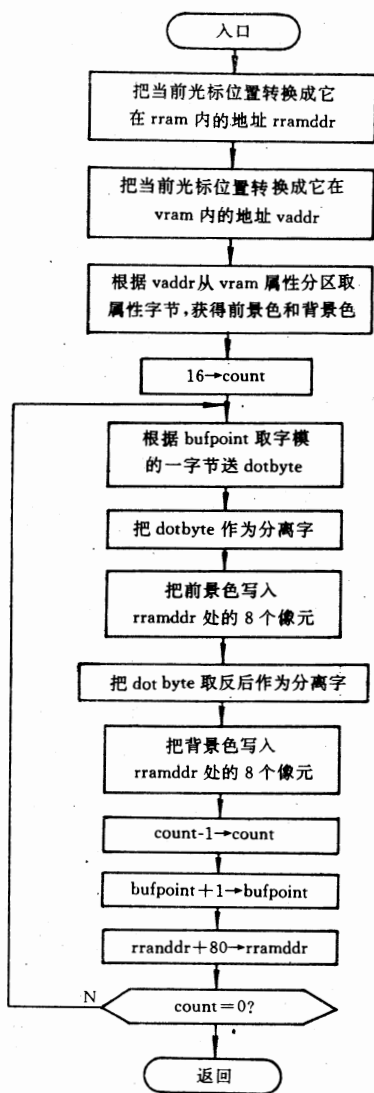 入口
把当前光标位置转换成它
在 rram 内的地址 rramddr
把当前光标位置转换成它在
vram 内的地址 vaddr
根据 vaddr从 vram 属性分区取
属性字节,获得前景色和背景色
16→count
根据 bufpoint 取字模
的一字节送 dotbyte
把 dotbyte 作为分离字
把前景色写入
rramddr 处的 8 个像元
把 dot byte 取反后作为分离字
把背景色写入
rramddr 处的 8 个像元
count-1→count
bufpoint+1→bufpoint
rranddr+80→rramddr
N
count=0?
返回